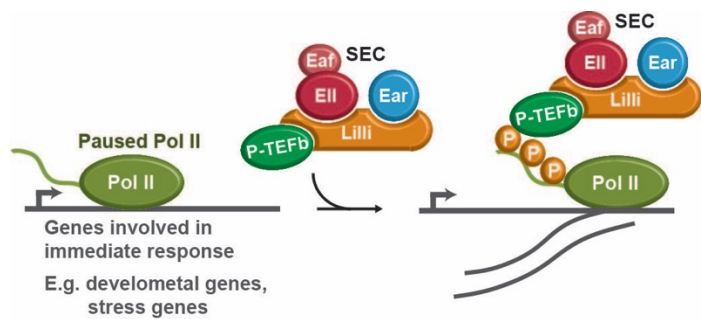 Eaf
SEC
Ell
Ear
Lilli
P-TEFb
Paused Pol II
Pol II
Genes involved in
immediate response
E.g. develometal genes,
stress genes
Eaf
SEC
Ell
Ear
Lilli
P-TEFb
P
P
P
Pol II